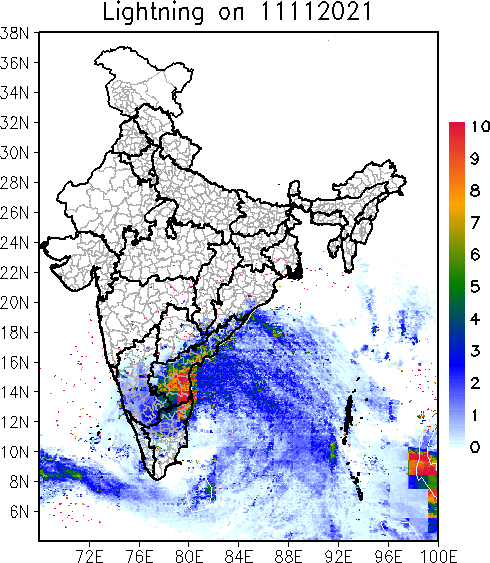 Lightning on 11112021
38N
36N
34N
32N
30N
28N
26N
24N
22N
20N
18N
16N
14N
12N
10N
8N
6N
72E 76E 80E 84E 88E 92E 96E 100E
10
9
8
7
6
5
4
3
2
1
0